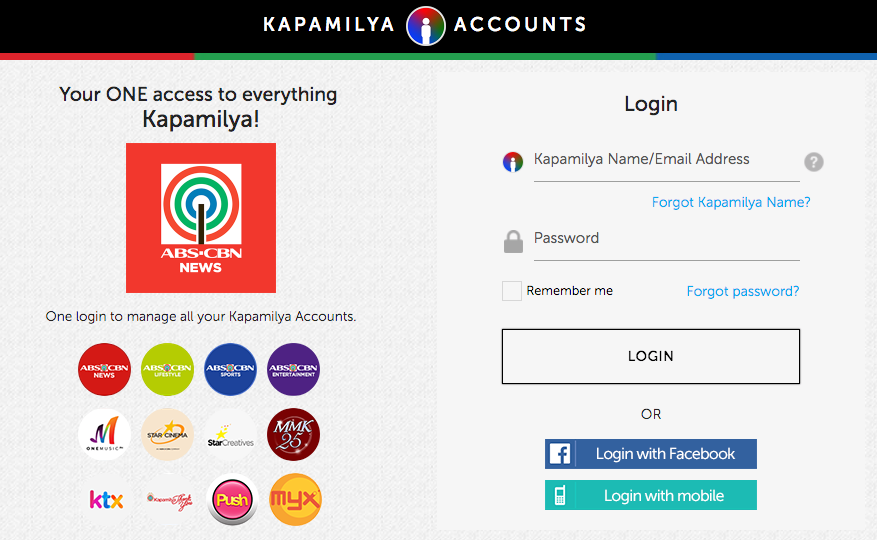 KAPAMILYA ACCOUNTS
Your ONE access to everything
Kapamilya!
ABS-CBN
NEWS
One login to manage all your Kapamilya Accounts.
ABS-CBN
NEWS
ABS-CBN
LIFESTYLE
ABS-CBN
SPORTS
ABS-CBN
ENTERTAINMENT
ONEMUSIC
STAR CINEMA
StarCreatives
MMK
25
ktx
Kapamilya Thank You
Push
myx
Login
Kapamilya Name/Email Address
?
Forgot Kapamilya Name?
Password
Remember me
Forgot password?
LOGIN
OR
f
Login with Facebook
Login with mobile